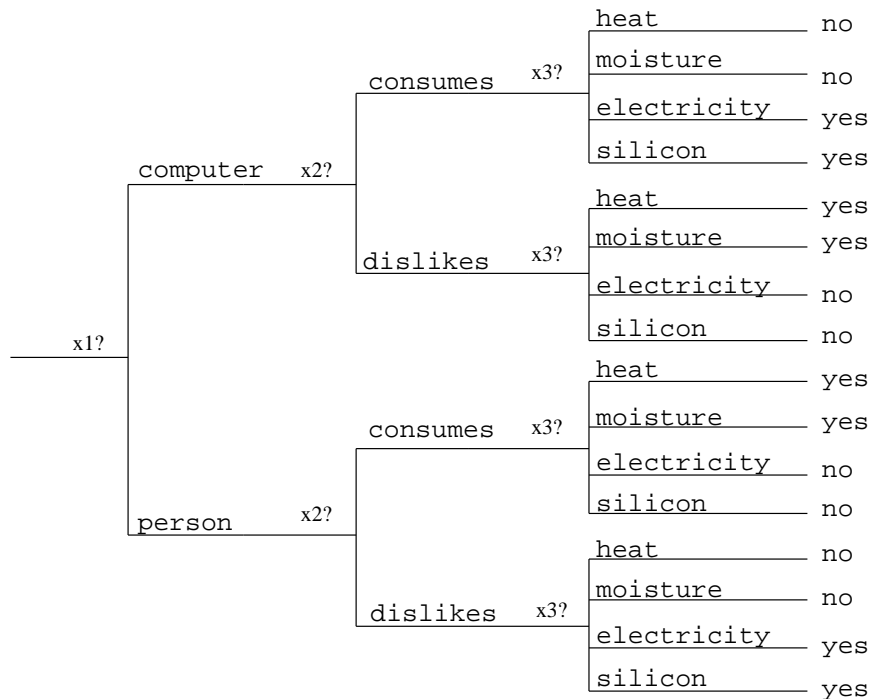 heat no
moisture no
consumes x3?
electricity yes
silicon yes
computer x2?
heat yes
moisture yes
dislikes x3?
electricity no
silicon no
x1?
heat yes
moisture yes
consumes x3?
electricity no
silicon no
person x2?
heat no
moisture no
dislikes x3?
electricity yes
silicon yes